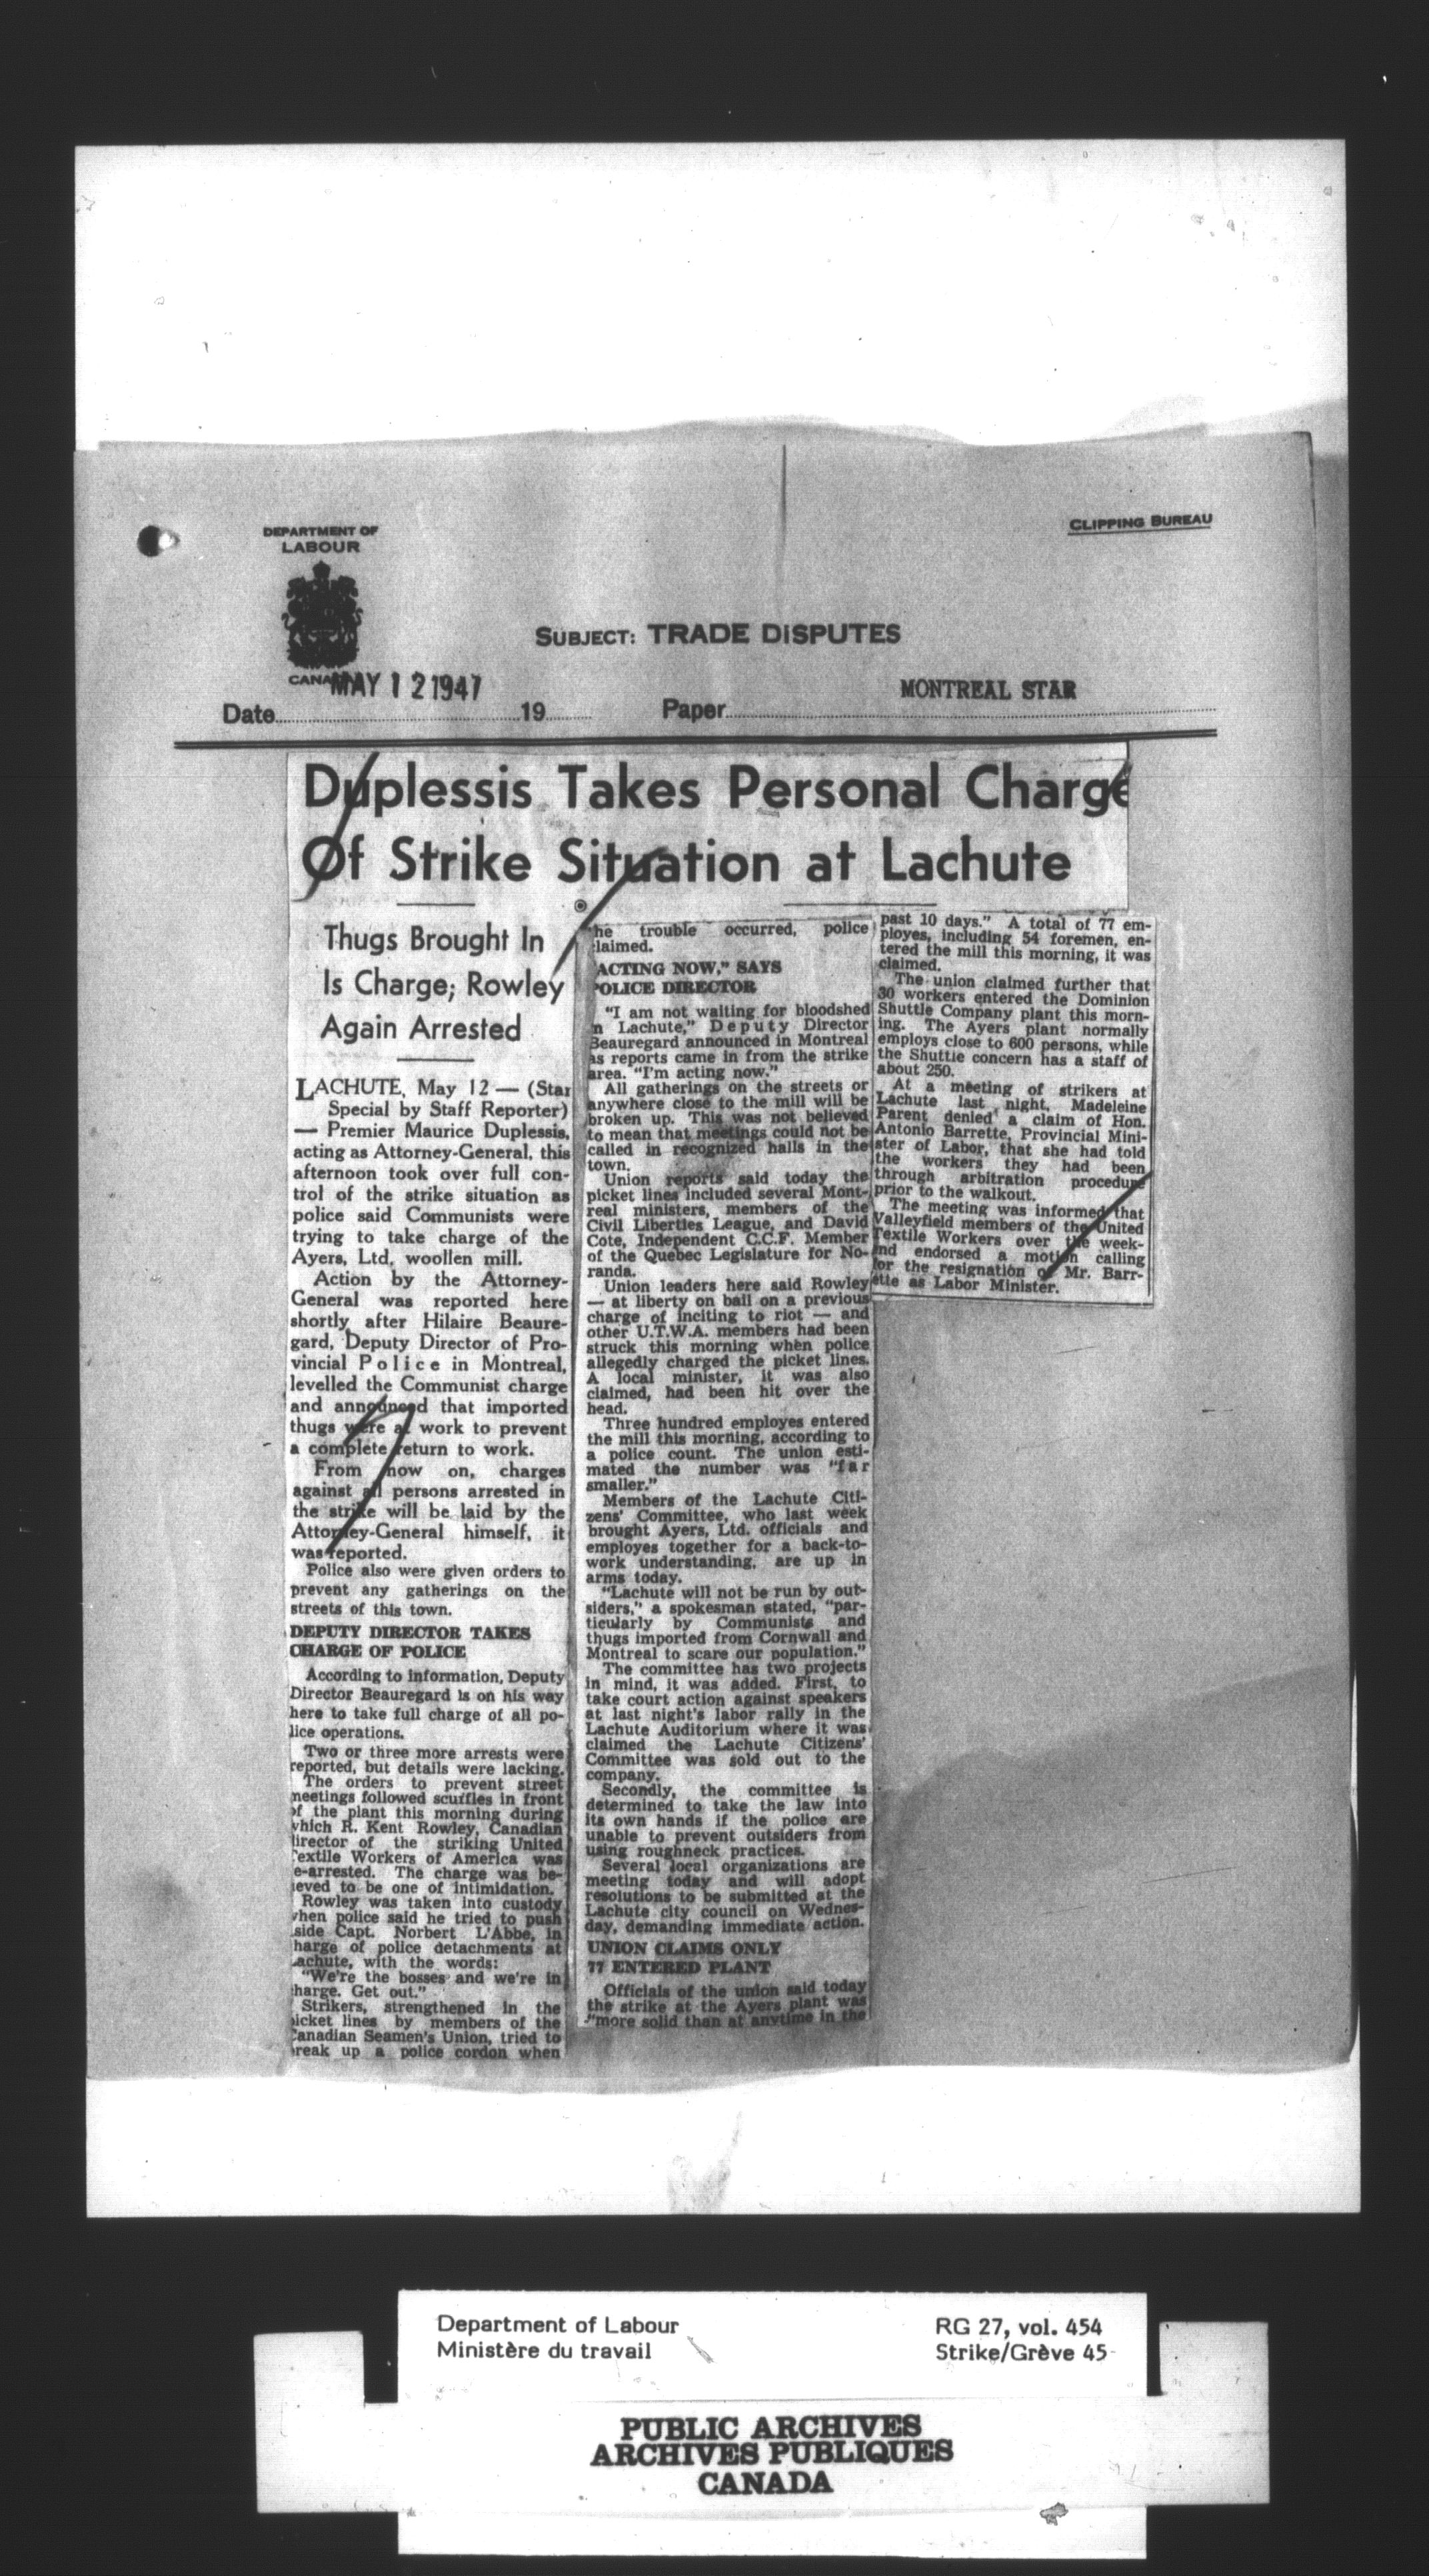 DEPARTMENT OF
LABOUR
CANADA
CLIPPING BUREAU
SUBJECT: TRADE DISPUTES
MAY 12 1947
MONTREAL STAR
Date 19 Paper
Duplessis Takes Personal Charge
Of Strike Situation at Lachute
Thugs Brought In
Is Charge; Rowley
Again Arrested
LACHUTE, May 12 — (Star
Special by Staff Reporter)
— Premier Maurice Duplessis,
acting as Attorney-General, this
afternoon took over full con-
trol of the strike situation as
police said Communists were
trying to take charge of the
Ayers, Ltd, woollen mill.
Action by the Attorney-
General was reported here
shortly after Hilaire Beaure-
gard, Deputy Director of Pro-
vincial Police in Montreal,
levelled the Communist charge
and announced that imported
thugs were at work to prevent
a complete return to work.
From now on, charges
against all persons arrested in
the strike will be laid by the
Attorney-General himself, it
was reported.
Police also were given orders to
prevent any gatherings on the
streets of this town.
DEPUTY DIRECTOR TAKES
CHARGE OF POLICE
According to information, Deputy
Director Beauregard is on his way
here to take full charge of all po-
lice operations.
Two or three more arrests were
reported, but details were lacking.
The orders to prevent street
meetings followed scuffles in front
of the plant this morning during
which R. Kent Rowley, Canadian
director of the striking United
Textile Workers of America was
e-arrested. The charge was be-
ieved to be one of intimidation.
Rowley was taken into custody
when police said he tried to push
side Capt. Norbert L'Abbe, in
harge of police detachments at
Lachute, with the words:
"We're the bosses and we're in
harge. Get out."
Strikers, strengthened in the
icket lines by members of the
Canadian Seamen's Union, tried to
reak up a police cordon when
he trouble occurred, police
claimed.
"ACTING NOW," SAYS
POLICE DIRECTOR
"I am not waiting for bloodshed
n Lachute," Deputy Director
Beauregard announced in Montreal
as reports came in from the strike
area. "I'm acting now."
All gatherings on the streets or
anywhere close to the mill will be
broken up. This was not believed
to mean that meetings could not be
called in recognized halls in the
town.
Union reports said today the
picket lines included several Mont-
real ministers, members of the
Civil Liberties League, and David
Cote, Independent C.C.F. Member
of the Quebec Legislature for No-
randa.
Union leaders here said Rowley
— at liberty on bail on a previous
charge of inciting to riot — and
other U.T.W.A. members had been
struck this morning when police
allegedly charged the picket lines.
A local minister, it was also
claimed, had been hit over the
head.
Three hundred employes entered
the mill this morning, according to
a police count. The union esti-
mated the number was "far
smaller."
Members of the Lachute Citi-
zens' Committee, who last week
brought Ayers, Ltd. officials and
employes together for a back-to-
work understanding, are up in
arms today.
"Lachute will not be run by out-
siders," a spokesman stated, "par-
ticularly by Communists and
thugs imported from Cornwall and
Montreal to scare our population."
The committee has two projects
in mind, it was added. First, to
take court action against speakers
at last night's labor rally in the
Lachute Auditorium where it was
claimed the Lachute Citizens'
Committee was sold out to the
company.
Secondly, the committee is
determined to take the law into
its own hands if the police are
unable to prevent outsiders from
using roughneck practices.
Several local organizations are
meeting today and will adopt
resolutions to be submitted at the
Lachute city council on Wednes-
day, demanding immediate action.
UNION CLAIMS ONLY
77 ENTERED PLANT
Officials of the union said today
the strike at the Ayers plant was
"more solid than at anytime in the
past 10 days." A total of 77 em-
ployes, including 54 foremen, en-
tered the mill this morning, it was
claimed.
The union claimed further that
30 workers entered the Dominion
Shuttle Company plant this morn-
ing. The Ayers plant normally
employs close to 600 persons, while
the Shuttle concern has a staff of
about 250.
At a meeting of strikers at
Lachute last night, Madeleine
Parent denied a claim of Hon.
Antonio Barrette, Provincial Mini-
ster of Labor, that she had told
the workers they had been
through arbitration procedure
prior to the walkout.
The meeting was informed that
Valleyfield members of the United
Textile Workers over the week-
end endorsed a motion calling
for the resignation of Mr. Barr-
ette as Labor Minister.
Department of Labour
Ministère du travail
RG 27, vol. 454
Strike/Grève 45
PUBLIC ARCHIVES
ARCHIVES PUBLIQUES
CANADA